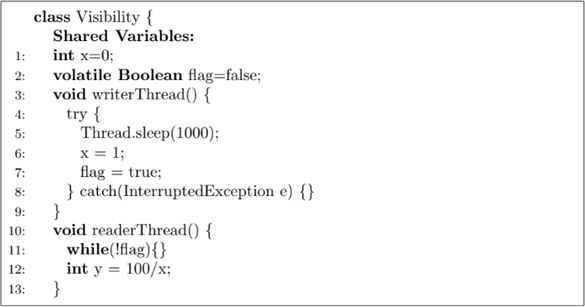 class Visibility {
Shared Variables:
1: int x=0;
2: volatile Boolean flag=false;
3: void writerThread() {
4: try {
5: Thread.sleep(1000);
6: x = 1;
7: flag = true;
8: } catch(InterruptedException e) {}
9: }
10: void readerThread() {
11: while(!flag){}
12: int y = 100/x;
13: }